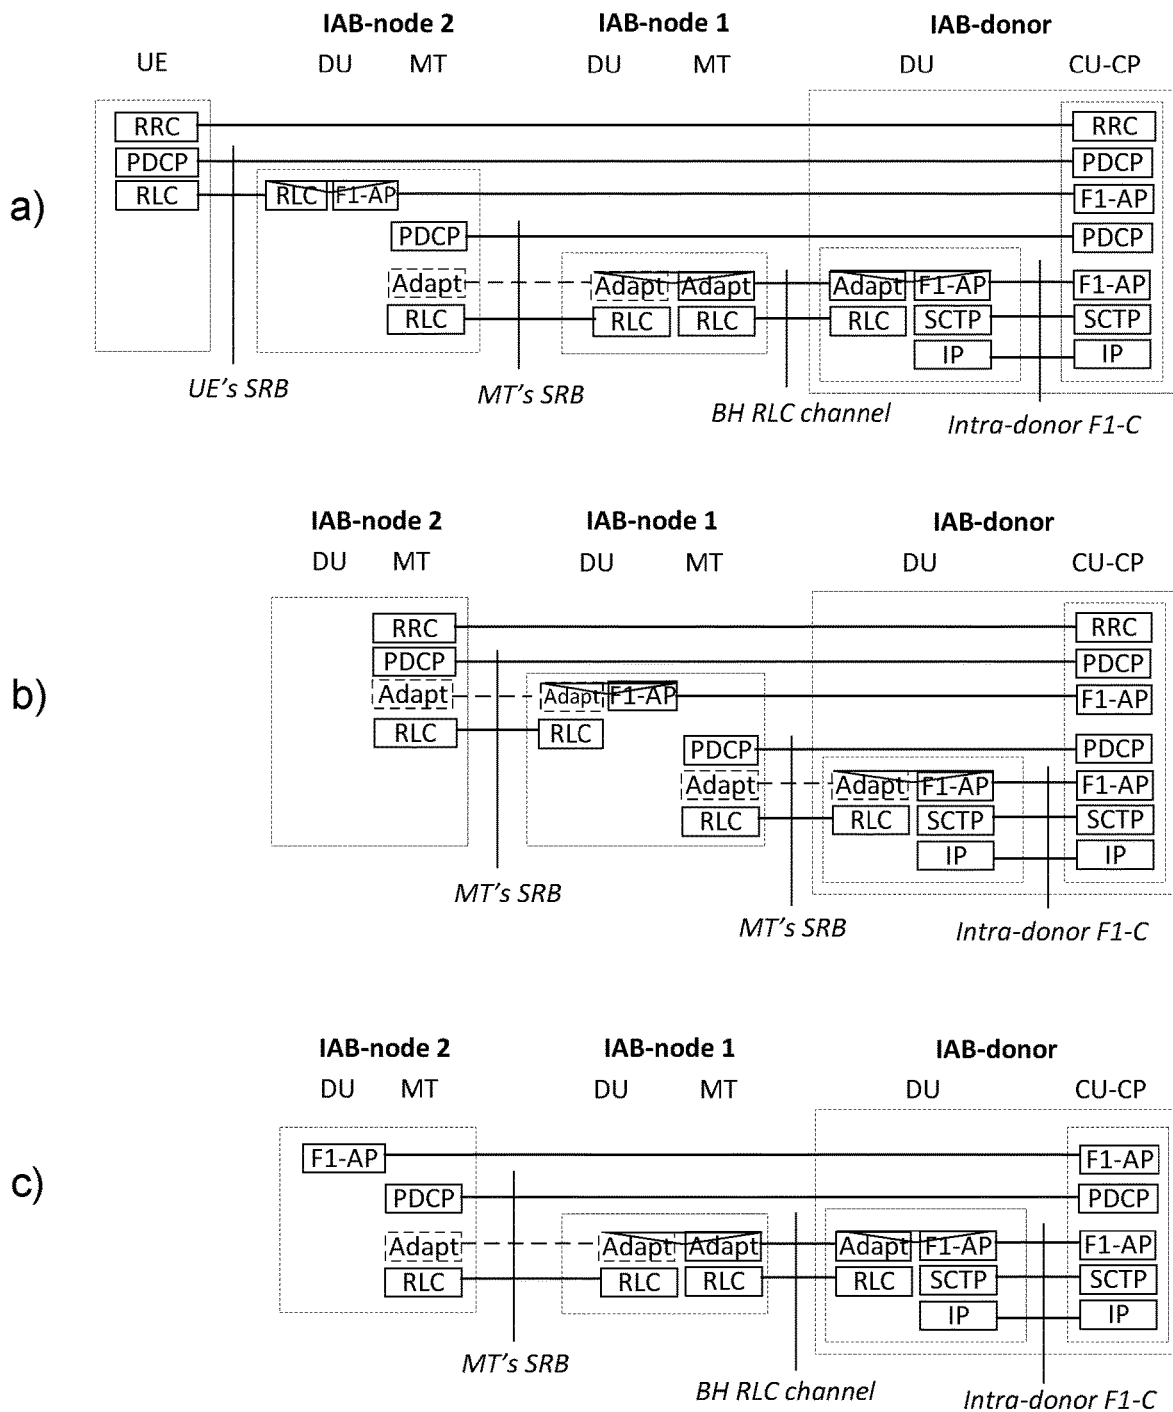 IAB-node 2 IAB-node 1 IAB-donor
UE DU MT DU MT DU CU-CP
RRC RRC
PDCP PDCP
a) RLC RLC F1-AP F1-AP
PDCP PDCP
Adapt Adapt Adapt Adapt F1-AP F1-AP
RLC RLC RLC RLC SCTP SCTP
IP IP
UE's SRB MT's SRB BH RLC channel Intra-donor F1-C
IAB-node 2 IAB-node 1 IAB-donor
DU MT DU MT DU CU-CP
RRC RRC
PDCP PDCP
b) Adapt Adapt F1-AP F1-AP
RLC RLC PDCP PDCP
Adapt Adapt F1-AP F1-AP
RLC RLC SCTP SCTP
IP IP
MT's SRB MT's SRB Intra-donor F1-C
IAB-node 2 IAB-node 1 IAB-donor
DU MT DU MT DU CU-CP
F1-AP F1-AP
c) PDCP PDCP
Adapt Adapt Adapt Adapt F1-AP F1-AP
RLC RLC RLC RLC SCTP SCTP
IP IP
MT's SRB BH RLC channel Intra-donor F1-C